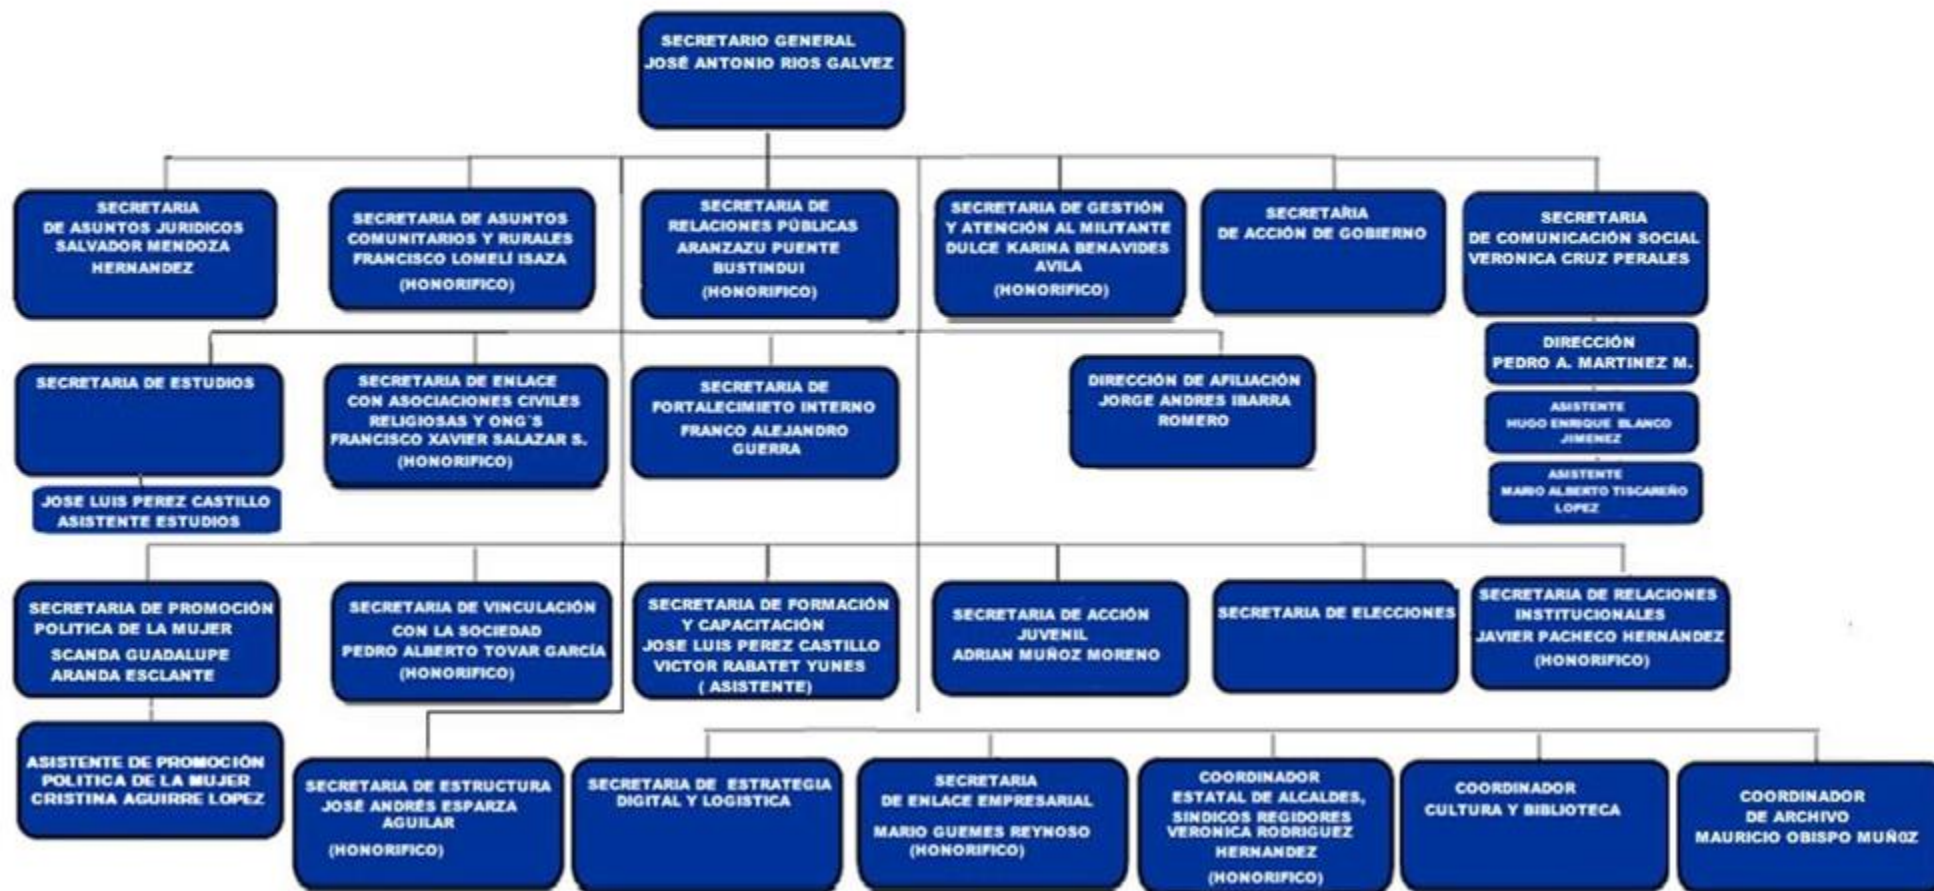 SECRETARIO GENERAL
JOSÉ ANTONIO RIOS GALVEZ
SECRETARIA
DE ASUNTOS JURIDICOS
SALVADOR MENDOZA
HERNANDEZ
SECRETARIA DE ASUNTOS
COMUNITARIOS Y RURALES
FRANCISCO LOMELÍ ISAZA
(HONORIFICO)
SECRETARIA DE
RELACIONES PÚBLICAS
ARANZAZU PUENTE
BUSTINDUI
(HONORIFICO)
SECRETARIA DE GESTIÓN
Y ATENCIÓN AL MILITANTE
DULCE KARINA BENAVIDES
AVILA
(HONORIFICO)
SECRETARIA
DE ACCIÓN DE GOBIERNO
SECRETARIA
DE COMUNICACIÓN SOCIAL
VERONICA CRUZ PERALES
DIRECCIÓN
PEDRO A. MARTINEZ M.
ASISTENTE
HUGO ENRIQUE BLANCO
JIMENEZ
ASISTENTE
MARIO ALBERTO TISCAREÑO
LOPEZ
SECRETARIA DE ESTUDIOS
JOSE LUIS PEREZ CASTILLO
ASISTENTE ESTUDIOS
SECRETARIA DE ENLACE
CON ASOCIACIONES CIVILES
RELIGIOSAS Y ONG´S
FRANCISCO XAVIER SALAZAR S.
(HONORIFICO)
SECRETARIA DE
FORTALECIMIETO INTERNO
FRANCO ALEJANDRO
GUERRA
DIRECCIÓN DE AFILIACIÓN
JORGE ANDRES IBARRA
ROMERO
SECRETARIA DE PROMOCIÓN
POLITICA DE LA MUJER
SCANDA GUADALUPE
ARANDA ESCLANTE
ASISTENTE DE PROMOCIÓN
POLITICA DE LA MUJER
CRISTINA AGUIRRE LOPEZ
SECRETARIA DE VINCULACIÓN
CON LA SOCIEDAD
PEDRO ALBERTO TOVAR GARCÍA
(HONORIFICO)
SECRETARIA DE FORMACIÓN
Y CAPACITACIÓN
JOSE LUIS PEREZ CASTILLO
VICTOR RABATET YUNES
( ASISTENTE)
SECRETARIA DE ACCIÓN
JUVENIL
ADRIAN MUÑOZ MORENO
SECRETARIA DE ELECCIONES
SECRETARIA DE RELACIONES
INSTITUCIONALES
JAVIER PACHECO HERNÁNDEZ
(HONORIFICO)
SECRETARIA DE ESTRUCTURA
JOSÉ ANDRÉS ESPARZA
AGUILAR
(HONORIFICO)
SECRETARIA DE ESTRATEGIA
DIGITAL Y LOGISTICA
SECRETARIA
DE ENLACE EMPRESARIAL
MARIO GUEMES REYNOSO
(HONORIFICO)
COORDINADOR
ESTATAL DE ALCALDES,
SINDICOS REGIDORES
VERONICA RODRIGUEZ
HERNANDEZ
(HONORIFICO)
COORDINADOR
CULTURA Y BIBLIOTECA
COORDINADOR
DE ARCHIVO
MAURICIO OBISPO MUÑ0Z